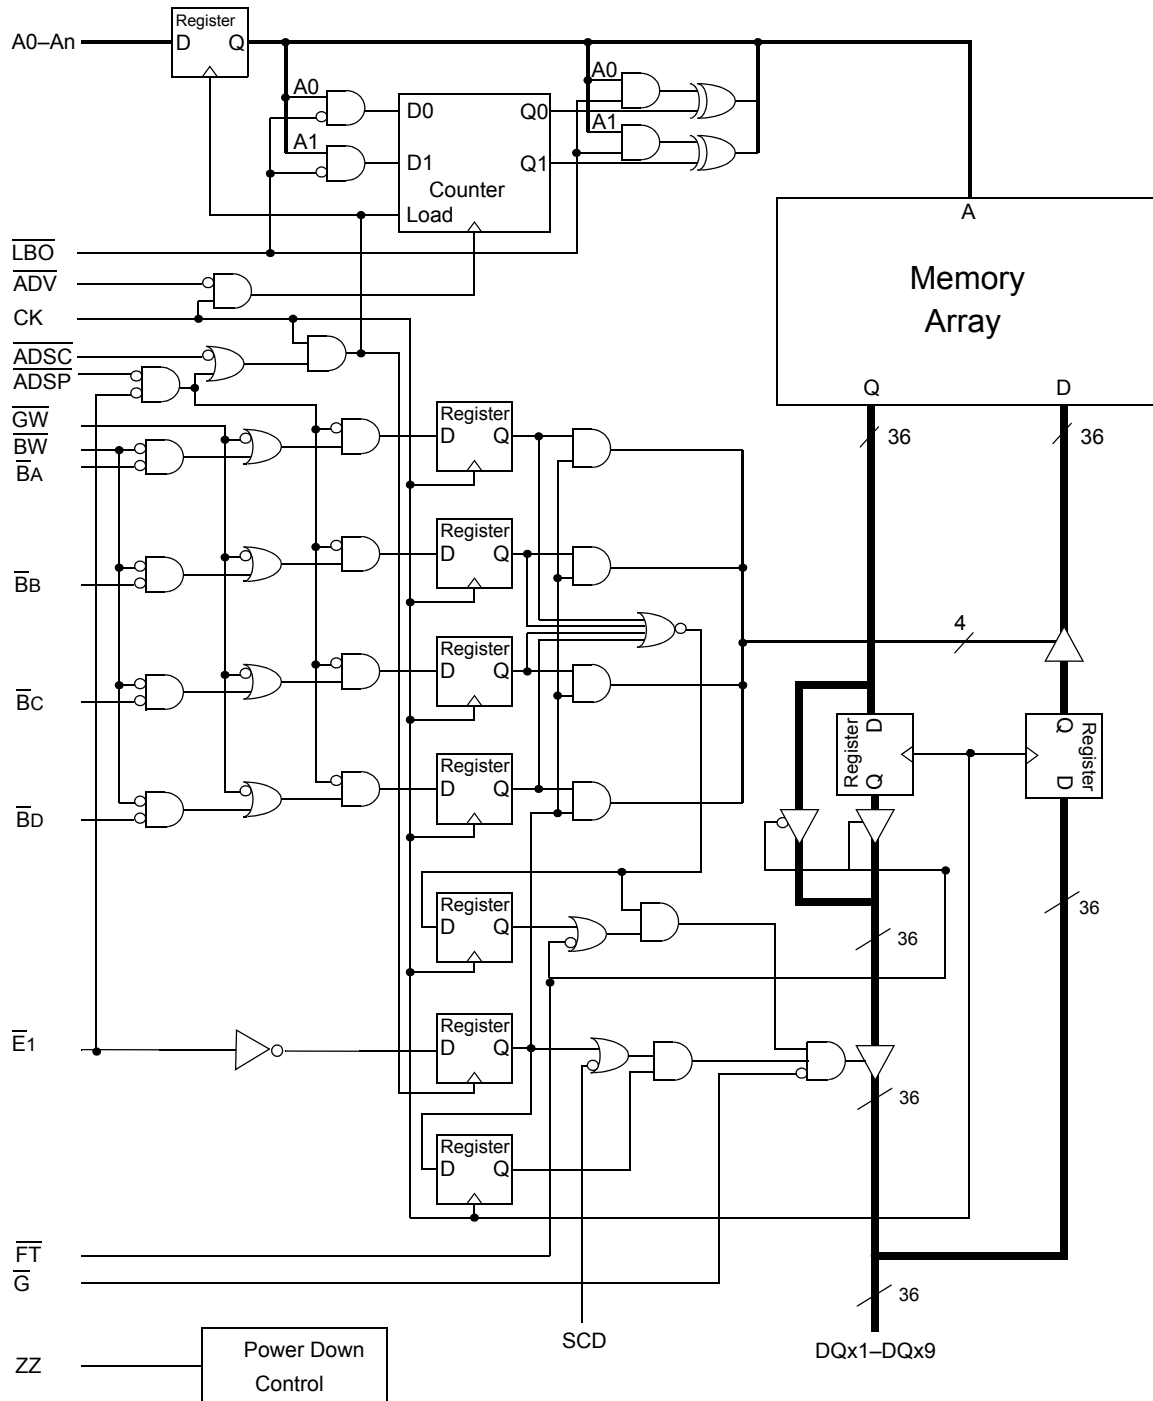 Register
A0–An
D Q
A0
A0
D0
Q0
A1
A1
D1
Q1
Counter
Load
A
LBO
ADV
Memory
Array
CK
ADSC
ADSP
Q
D
GW
Register
D Q
36
36
BW
BA
Register
D Q
BB
4
Register
D Q
BC
Register
D
Q
Q
D
Register
Register
D Q
BD
36
Register
D Q
36
Register
D Q
E1
36
Register
D Q
FT
G
36
SCD
DQx1–DQx9
ZZ
Power Down
Control